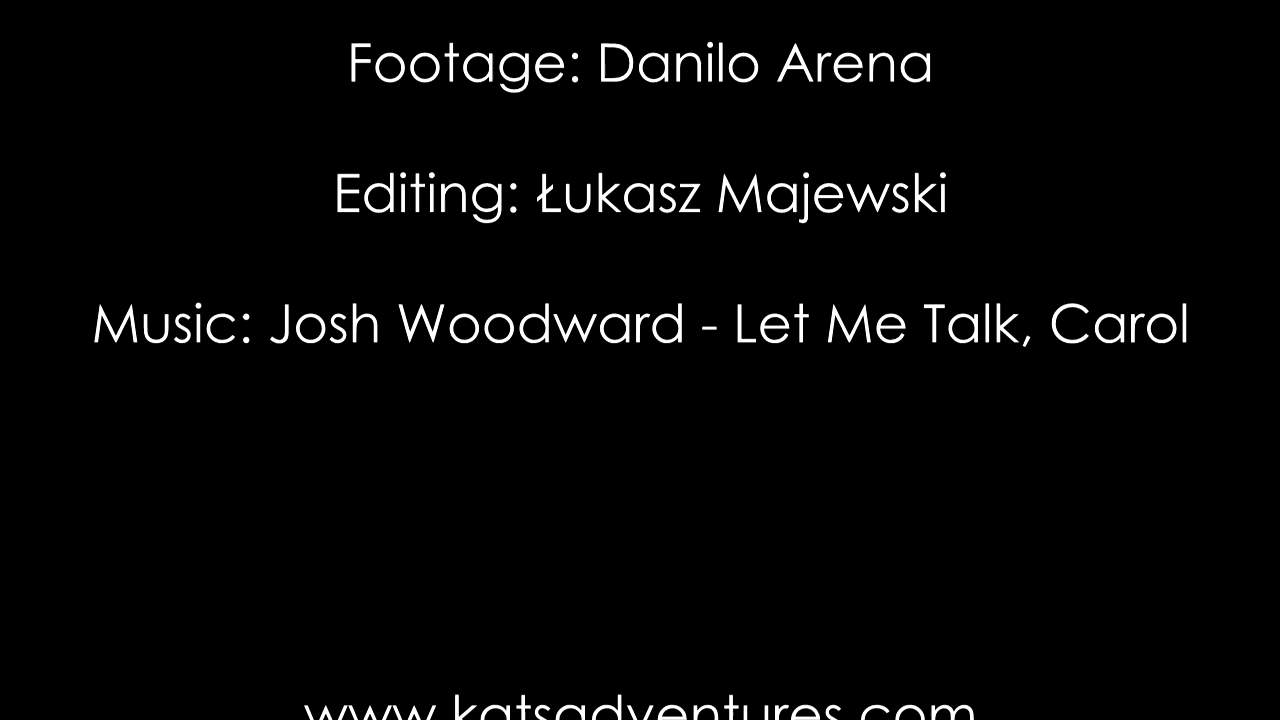 Footage: Danilo Arena
Editing: Łukasz Majewski
Music: Josh Woodward - Let Me Talk, Carol
www.katsadventures.com